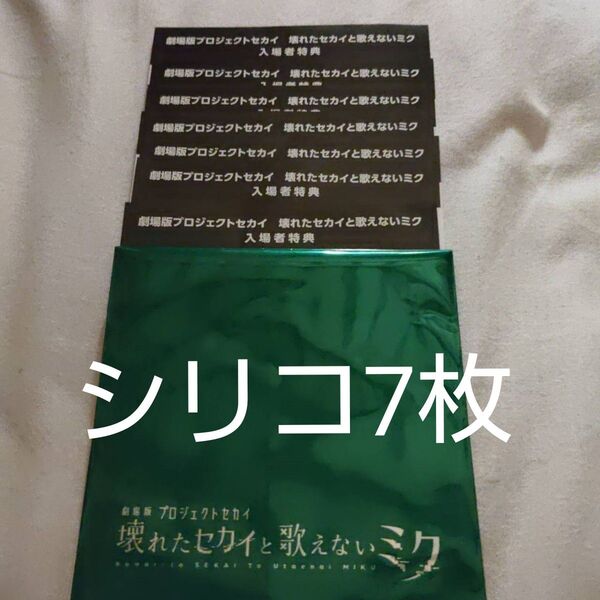 劇場版プロジェクトセカイ 壊れたセカイと歌えないミク
入場者特典
劇場版プロジェクトセカイ 壊れたセカイと歌えないミク
入場者特典
劇場版プロジェクトセカイ 壊れたセカイと歌えないミク
劇場版プロジェクトセカイ 壊れたセカイと歌えないミク
劇場版プロジェクトセカイ 壊れたセカイと歌えないミク
劇場版プロジェクトセカイ 壊れたセカイと歌えないミク
入場者特典
劇場版プロジェクトセカイ 壊れたセカイと歌えないミク
入場者特典
シリコ7枚
劇場版 プロジェクトセカイ
壊れたセカイと歌えないミク
Kowareta SEKAI To Utaenai MIKU